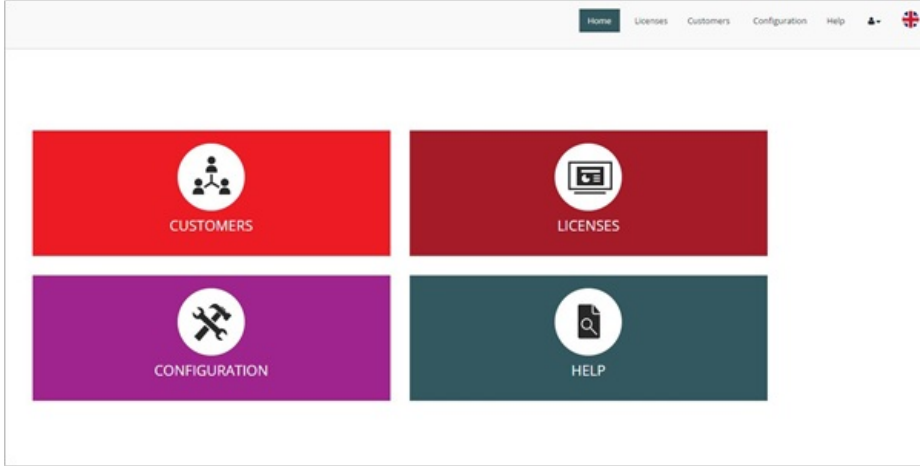 Home Licenses Customers Configuration Help
CUSTOMERS
LICENSES
CONFIGURATION
HELP